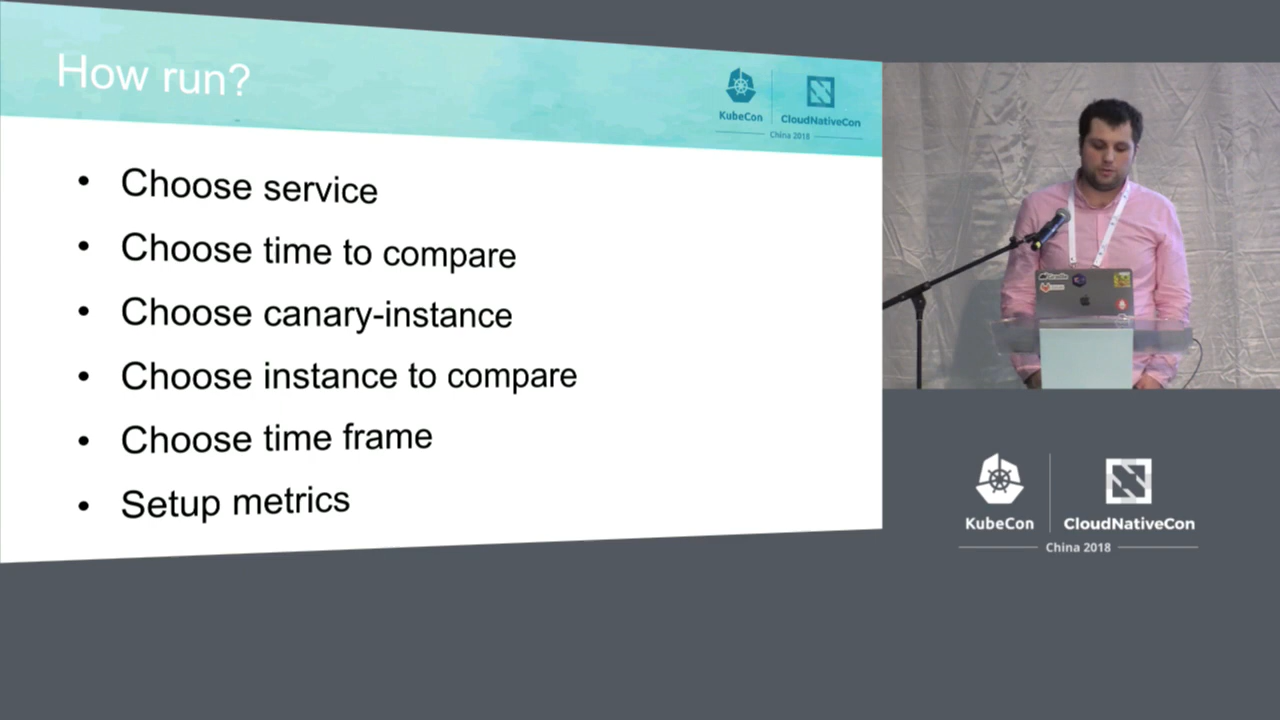 How run?
KubeCon
CloudNativeCon
China 2018
• Choose service
• Choose time to compare
• Choose canary-instance
• Choose instance to compare
• Choose time frame
• Setup metrics
KubeCon
CloudNativeCon
China 2018